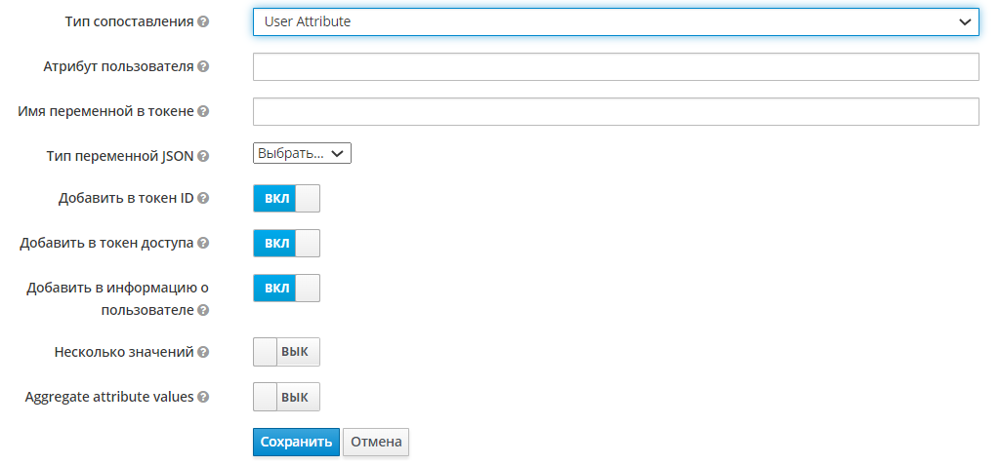 Тип сопоставления
User Attribute
Атрибут пользователя
Имя переменной в токене
Тип переменной JSON
Выбрать...
Добавить в токен ID
ВКЛ
Добавить в токен доступа
ВКЛ
Добавить в информацию о
пользователе
ВКЛ
Несколько значений
ВЫК
Aggregate attribute values
ВЫК
Сохранить Отмена